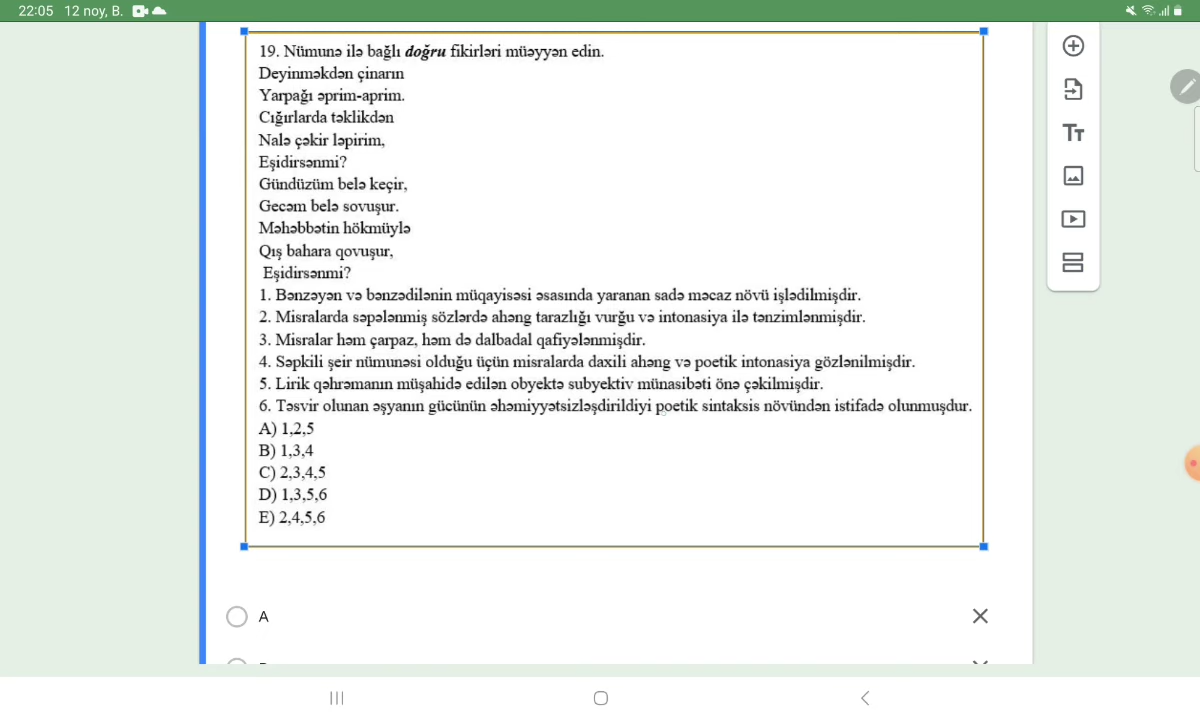 22:05 12 noy, B.
19. Nümunə ilə bağlı doğru fikirləri müəyyən edin.
Deyinməkdən çinarın
Yarpağı əprim-əprim.
Cığırlarda təklikdən
Nalə çəkir ləpirim,
Eşidirsənmi?
Gündüzüm belə keçir,
Gecəm belə sovuşur.
Məhəbbətin hökmüylə
Qış bahara qovuşur,
Eşidirsənmi?
1. Bənzəyən və bənzədilənin müqayisəsi əsasında yaranan sadə məcaz növü işlədilmişdir.
2. Misralarda səpələnmiş sözlərdə ahəng tarazlığı vurğu və intonasiya ilə tənzimlənmişdir.
3. Misralar həm çarpaz, həm də dalbadal qafiyələnmişdir.
4. Səpkili şeir nümunəsi olduğu üçün misralarda daxili ahəng və poetik intonasiya gözlənilmişdir.
5. Lirik qəhrəmanın müşahidə edilən obyektə subyektiv münasibəti önə çəkilmişdir.
6. Təsvir olunan əşyanın gücünün əhəmiyyətsizləşdirildiyi poetik sintaksis növündən istifadə olunmuşdur.
A) 1,2,5
B) 1,3,4
C) 2,3,4,5
D) 1,3,5,6
E) 2,4,5,6
Tт
A